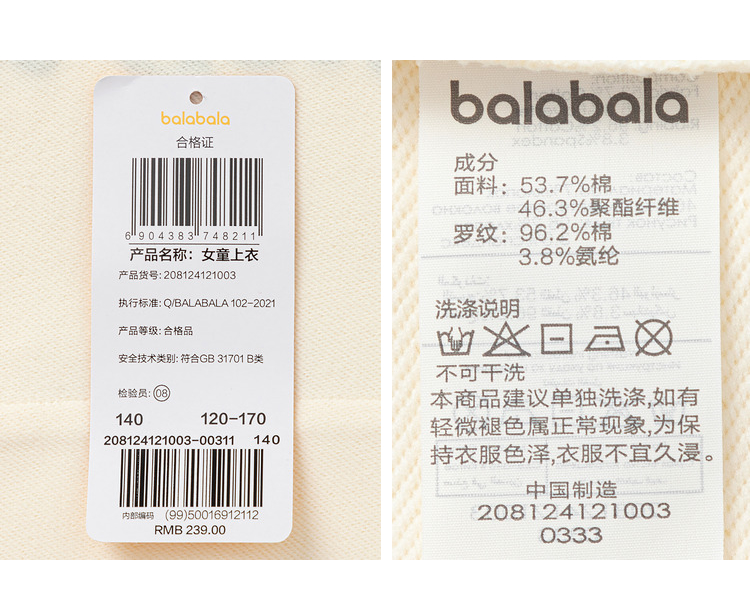 balabala
合格证
6 904383 748211
产品名称: 女童上衣
产品货号: 208124121003
执行标准: Q/BALABALA 102-2021
产品等级: 合格品
安全技术类别: 符合GB 31701 B类
检验员: 08
140 120-170
208124121003-00311 140
内部编码 (99)50016912112
RMB 239.00
balabala
成分
面料: 53.7%棉
46.3%聚酯纤维
罗纹: 96.2%棉
3.8%氨纶
洗涤说明
不可干洗
本商品建议单独洗涤,如有
轻微褪色属正常现象,为保
持衣服色泽,衣服不宜久浸。
中国制造
208124121003
0333